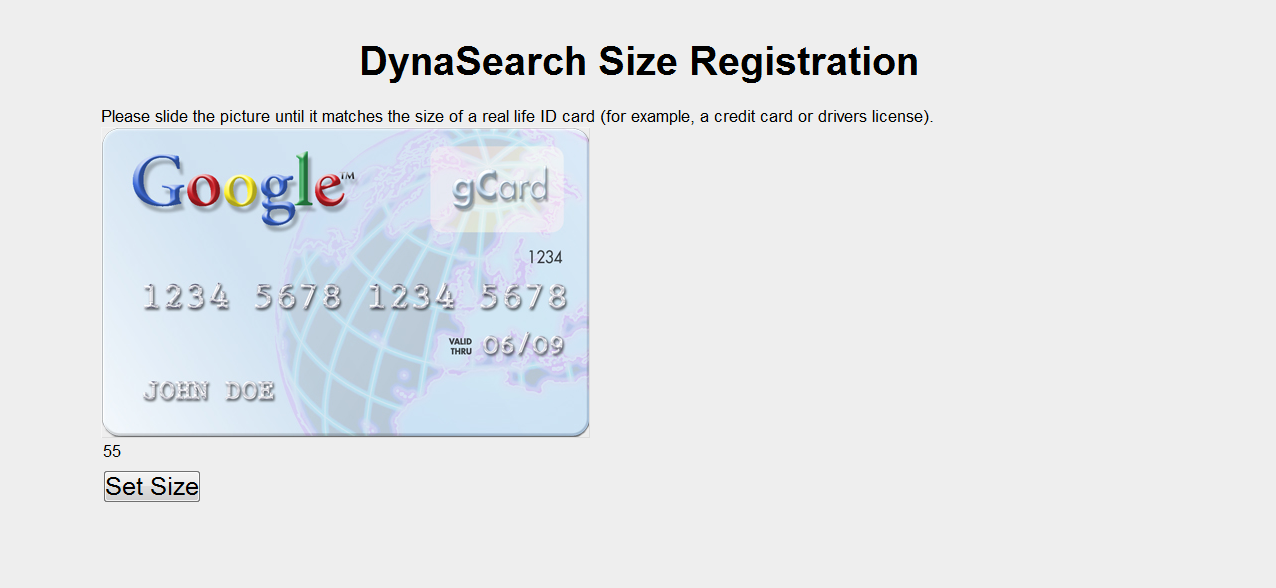 DynaSearch Size Registration
Please slide the picture until it matches the size of a real life ID card (for example, a credit card or drivers license).
Google™
gCard
1234
1234 5678 1234 5678
VALID THRU 06/09
JOHN DOE
55
Set Size